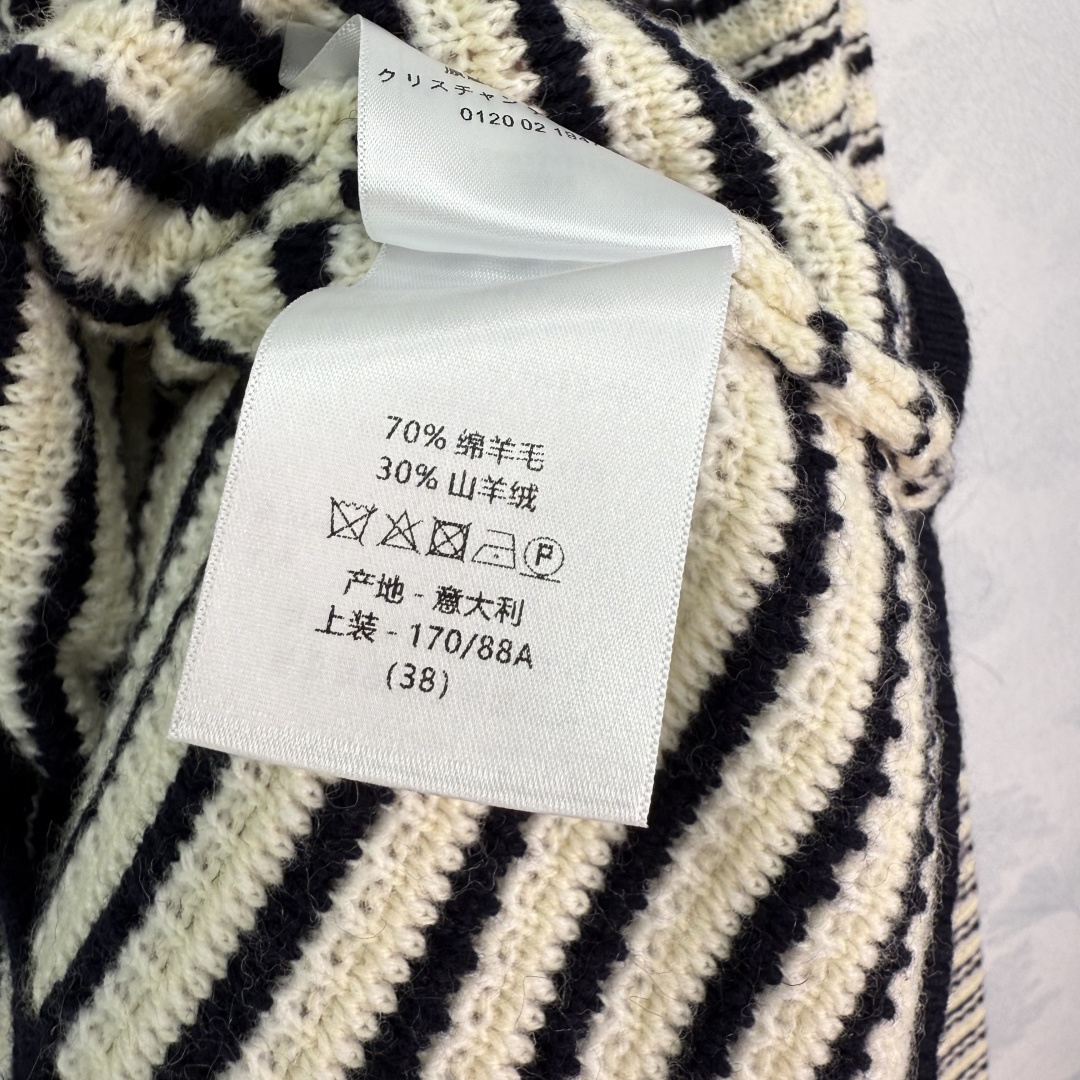 クリスチャン
0120 02 1947
70% 绵羊毛
30% 山羊绒
P
产地 - 意大利
上装 - 170/88A
(38)